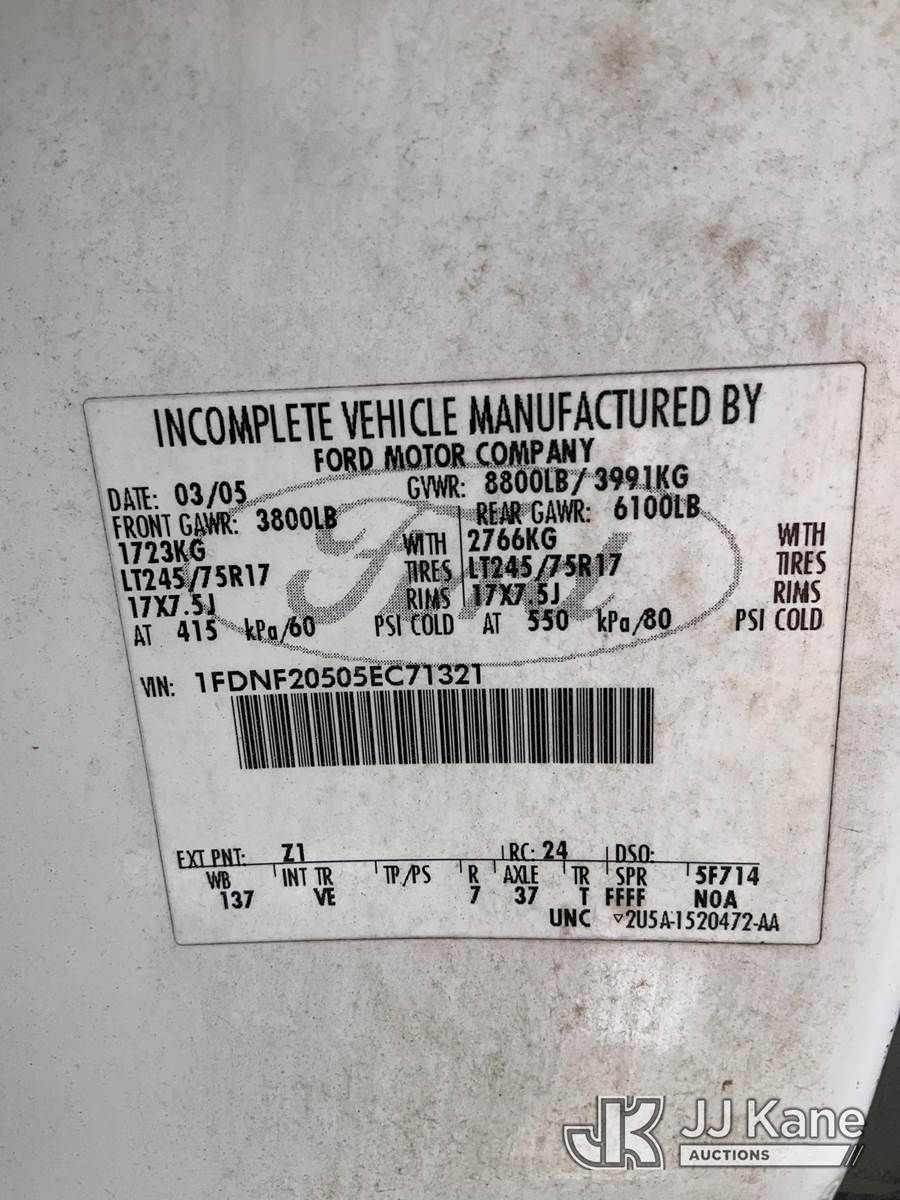 INCOMPLETE VEHICLE MANUFACTURED BY
FORD MOTOR COMPANY
DATE: 03/05 GVWR: 8800LB/ 3991KG
FRONT GAWR: 3800LB REAR GAWR: 6100LB
1723KG WITH 2766KG WITH
LT245/75R17 TIRES LT245/75R17 TIRES
17X7.5J RIMS 17X7.5J RIMS
AT 415 kPa/60 PSI COLD AT 550 kPa/80 PSI COLD
Ford
VIN: 1FDNF20505EC71321
EXT PNT: Z1 RC: 24 DSO:
WB INT TR TP/PS R AXLE TR SPR 5F714
137 VE 7 37 T FFFF NOA
UNC ▽2U5A-1520472-AA
JK JJ Kane
AUCTIONS